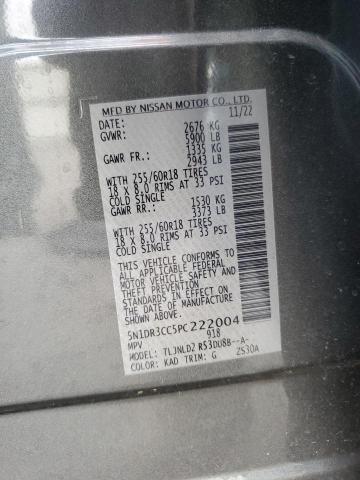 MFD BY NISSAN MOTOR CO., LTD.
DATE: 11/22
GVWR: 2676 KG
5900 LB
GAWR FR.: 1335 KG
2943 LB
WITH 255/60R18 TIRES
18 X 8.0 RIMS AT 33 PSI
COLD SINGLE
GAWR RR.: 1530 KG
3373 LB
WITH 255/60R18 TIRES
18 X 8.0 RIMS AT 33 PSI
COLD SINGLE
THIS VEHICLE CONFORMS TO
ALL APPLICABLE FEDERAL
MOTOR VEHICLE SAFETY AND
THEFT PREVENTION
STANDARDS IN EFFECT ON
THE DATE OF MANUFACTURE
SHOWN ABOVE.
5N1DR3CC5PC222004
MPV 918
MODEL: TLJNLDZ R53DU8B--A-
COLOR: KAD TRIM: G ZS30A